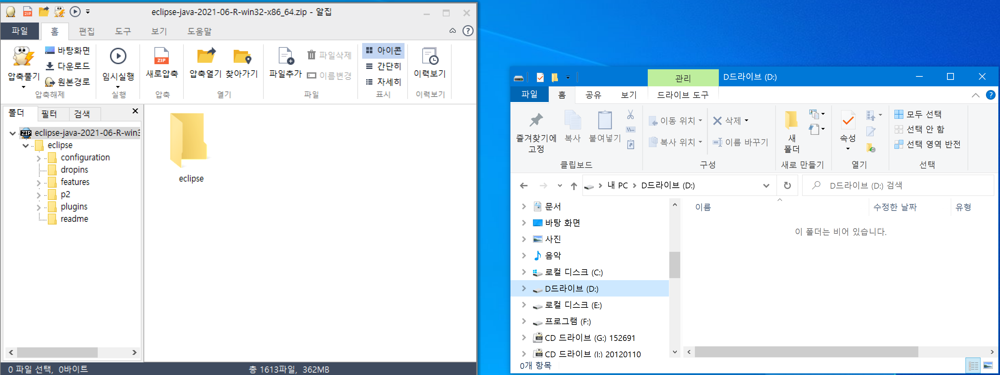 eclipse-java-2021-06-R-win32-x86_64.zip - 알집
파일 홈 편집 도구 보기 도움말
압축풀기
바탕화면
다운로드
원본경로
압축해제
임시실행
실행
ZIP
새로압축
압축
압축열기 찾아가기
열기
파일추가
파일삭제
이름변경
파일
아이콘
간단히
자세히
표시
이력보기
이력보기
폴더 필터 검색
ZIP eclipse-java-2021-06-R-win3
eclipse
configuration
dropins
features
p2
plugins
readme
eclipse
0 파일 선택, 0바이트
총 1613파일, 362MB
관리 D드라이브 (D:)
파일 홈 공유 보기 드라이브 도구
즐겨찾기에
고정
복사
붙여넣기
클립보드
이동 위치
복사 위치
삭제
이름 바꾸기
구성
새
폴더
새로 만들기
속성
열기
모두 선택
선택 안 함
선택 영역 반전
선택
내 PC D드라이브 (D:)
D드라이브 (D:) 검색
문서
바탕 화면
사진
음악
로컬 디스크 (C:)
D드라이브 (D:)
로컬 디스크 (E:)
프로그램 (F:)
CD 드라이브 (G:) 152691
CD 드라이브 (I:) 20120110
이름 수정한 날짜 유형
이 폴더는 비어 있습니다.
0개 항목